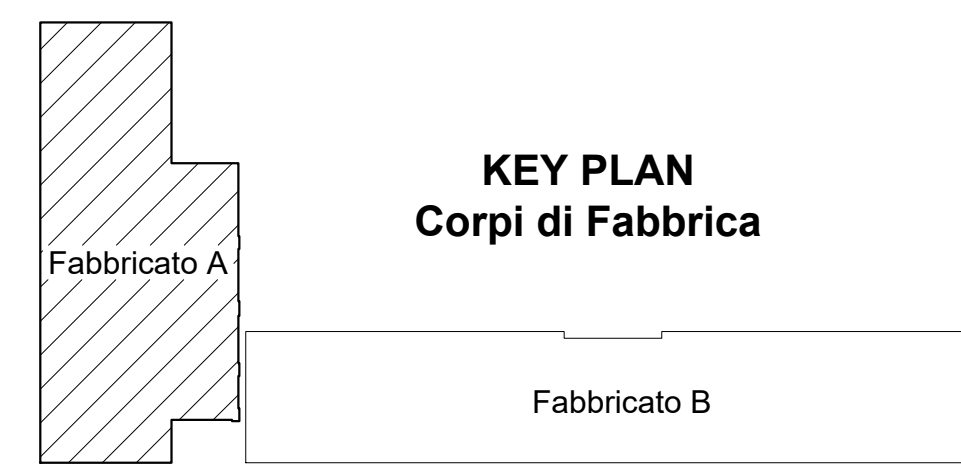 KEY PLAN
Corpi di Fabbrica
Fabbricato A
Fabbricato B